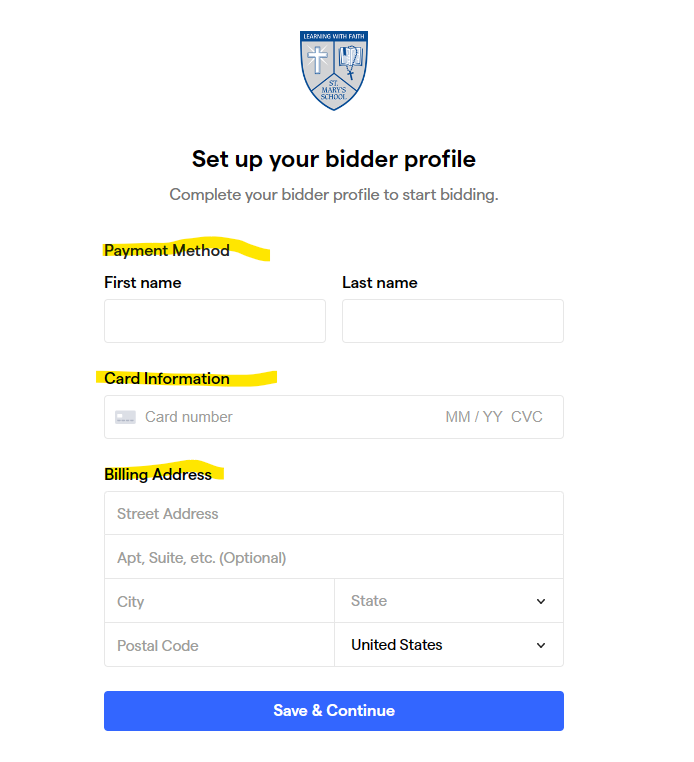 LEARNING WITH FAITH
ST.
MARY'S
SCHOOL
Set up your bidder profile
Complete your bidder profile to start bidding.
Payment Method
First name Last name
Card Information
Card number MM / YY CVC
Billing Address
Street Address
Apt, Suite, etc. (Optional)
City State
Postal Code United States
Save & Continue